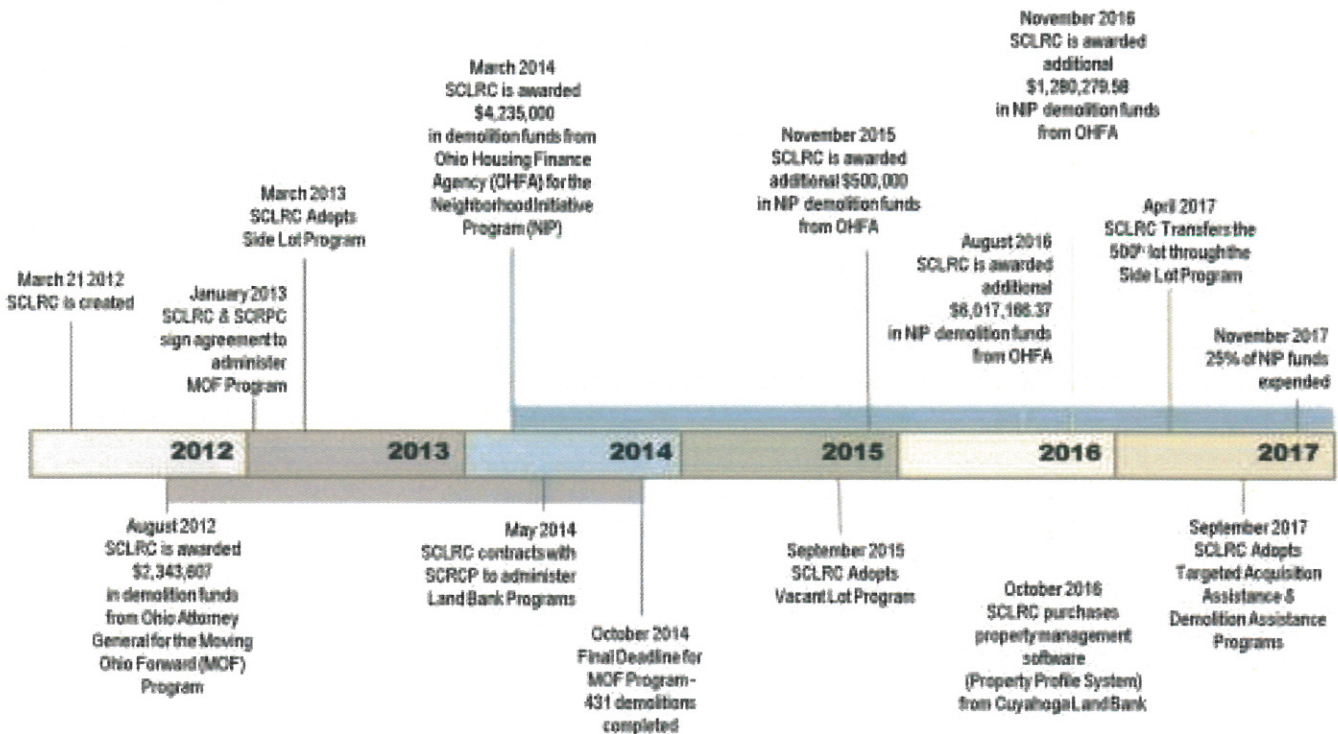 March 21 2012
SCLRC is created
January 2013
SCLRC & SCRPC
sign agreement to
administer
MOF Program
March 2013
SCLRC Adopts
Side Lot Program
March 2014
SCLRC is awarded
$4,235,000
in demolition funds from
Ohio Housing Finance
Agency (OHFA) for the
Neighborhood Initiative
Program (NIP)
November 2015
SCLRC is awarded
additional $500,000
in NIP demolition funds
from OHFA
August 2016
SCLRC is awarded
additional
$6,017,166.37
in NIP demolition funds
from OHFA
November 2016
SCLRC is awarded
additional
$1,280,279.58
in NIP demolition funds
from OHFA
April 2017
SCLRC Transfers the
500th lot through the
Side Lot Program
November 2017
25% of NIP funds
expended
2012
2013
2014
2015
2016
2017
August 2012
SCLRC is awarded
$2,343,607
in demolition funds
from Ohio Attorney
General for the Moving
Ohio Forward (MOF)
Program
May 2014
SCLRC contracts with
SCRCP to administer
Land Bank Programs
October 2014
Final Deadline for
MOF Program-
431 demolitions
completed
September 2015
SCLRC Adopts
Vacant Lot Program
October 2016
SCLRC purchases
property management
software
(Property Profile System)
from Cuyahoga Land Bank
September 2017
SCLRC Adopts
Targeted Acquisition
Assistance &
Demolition Assistance
Programs